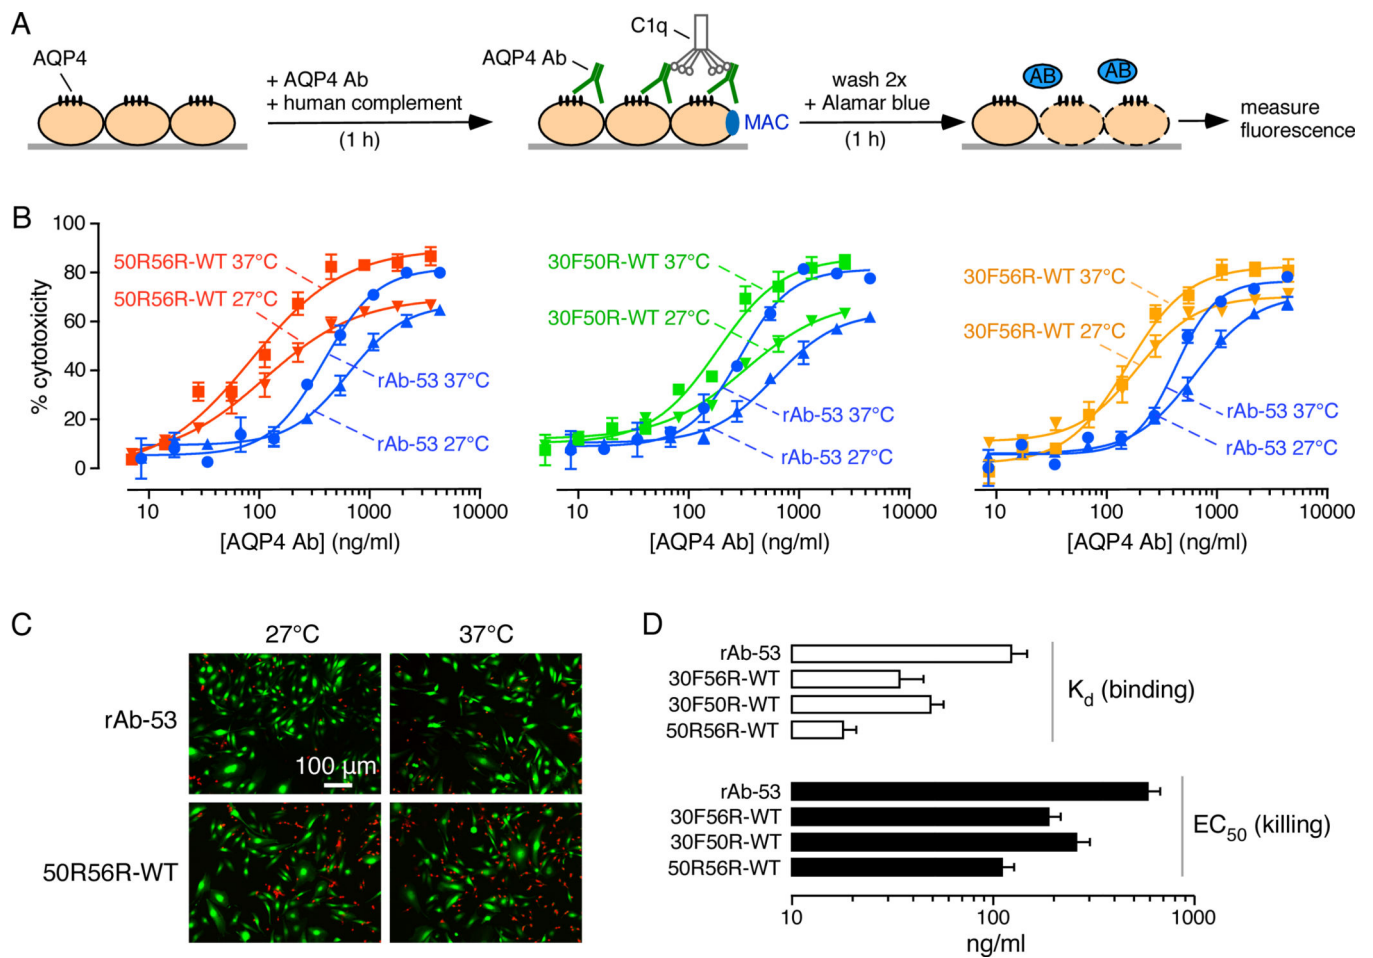 A
AQP4
+ AQP4 Ab
+ human complement
(1 h)
AQP4 Ab
C1q
MAC
wash 2x
+ Alamar blue
(1 h)
AB
AB
measure
fluorescence
B
% cytotoxicity
100
80
60
40
20
0
50R56R-WT 37°C
50R56R-WT 27°C
rAb-53 37°C
rAb-53 27°C
10 100 1000 10000
[AQP4 Ab] (ng/ml)
30F50R-WT 37°C
30F50R-WT 27°C
rAb-53 37°C
rAb-53 27°C
10 100 1000 10000
[AQP4 Ab] (ng/ml)
30F56R-WT 37°C
30F56R-WT 27°C
rAb-53 37°C
rAb-53 27°C
10 100 1000 10000
[AQP4 Ab] (ng/ml)
C
27°C 37°C
rAb-53
100 μm
50R56R-WT
D
rAb-53
30F56R-WT
30F50R-WT
50R56R-WT
Kd (binding)
rAb-53
30F56R-WT
30F50R-WT
50R56R-WT
EC50 (killing)
10 100 1000
ng/ml